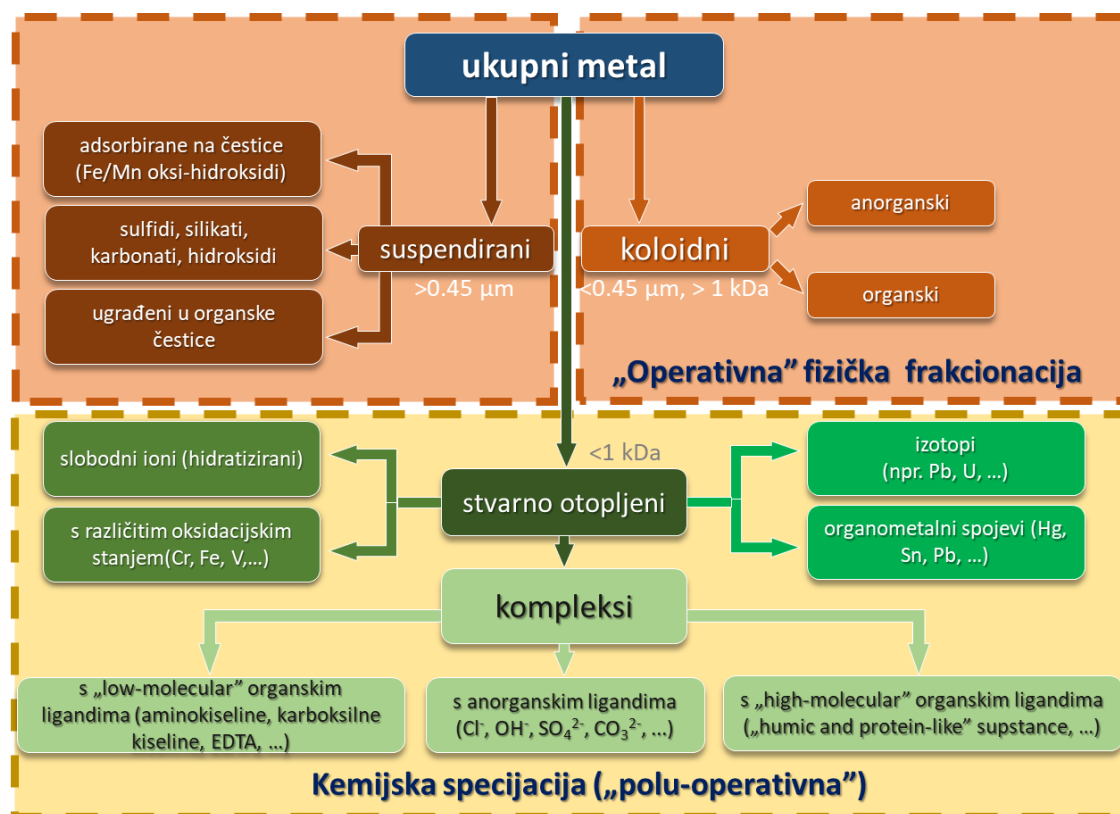 ukupni metal
adsorbirane na čestice
(Fe/Mn oksi-hidroksidi)
sulfidi, silikati,
karbonati, hidroksidi
ugrađeni u organske
čestice
suspendirani
>0.45 µm
koloidni
<0.45 µm, > 1 kDa
anorganski
organski
„Operativna” fizička frakcionacija
slobodni ioni (hidratizirani)
s različitim oksidacijskim
stanjem(Cr, Fe, V,...)
<1 kDa
stvarno otopljeni
izotopi
(npr. Pb, U, ...)
organometalni spojevi (Hg,
Sn, Pb, ...)
kompleksi
s „low-molecular” organskim
ligandima (aminokiseline, karboksilne
kiseline, EDTA, ...)
s anorganskim ligandima
(Cl⁻, OH⁻, SO₄²⁻, CO₃²⁻, ...)
s „high-molecular” organskim ligandima
(„humic and protein-like” supstance, ...)
Kemijska specijacija („polu-operativna”)